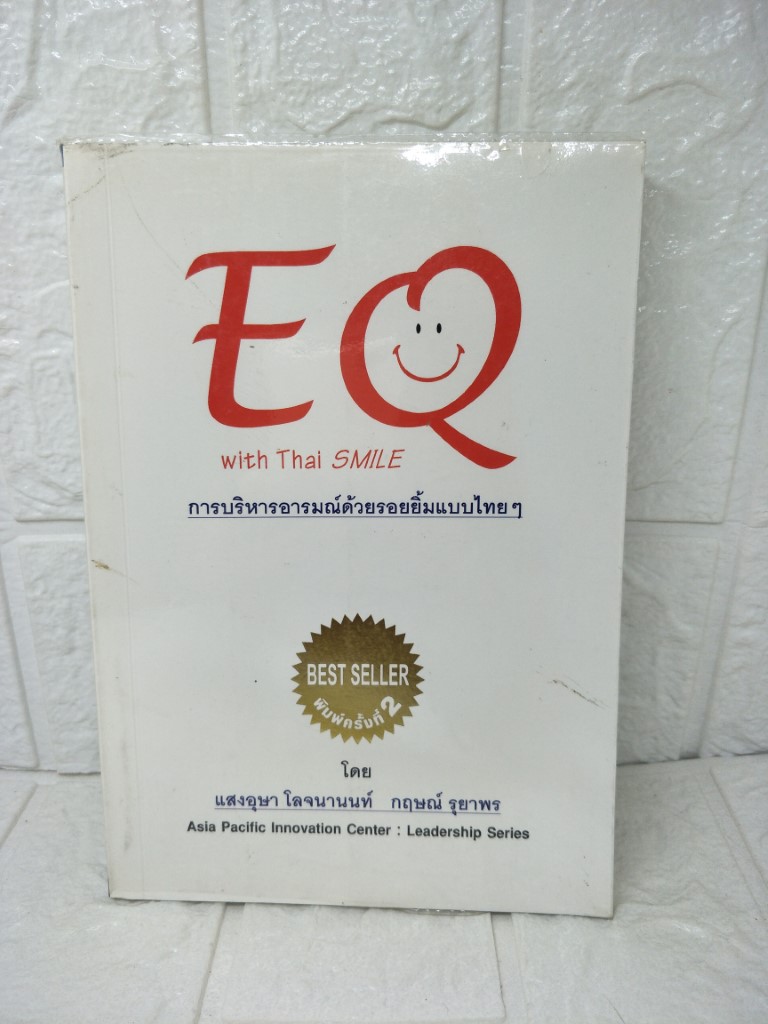 EQ
with Thai SMILE
การบริหารอารมณ์ด้วยรอยยิ้มแบบไทย ๆ
BEST SELLER
พิมพ์ครั้งที่ 2
โดย
แสงอุษา โลจนานนท์ กฤษณ์ รุยาพร
Asia Pacific Innovation Center : Leadership Series